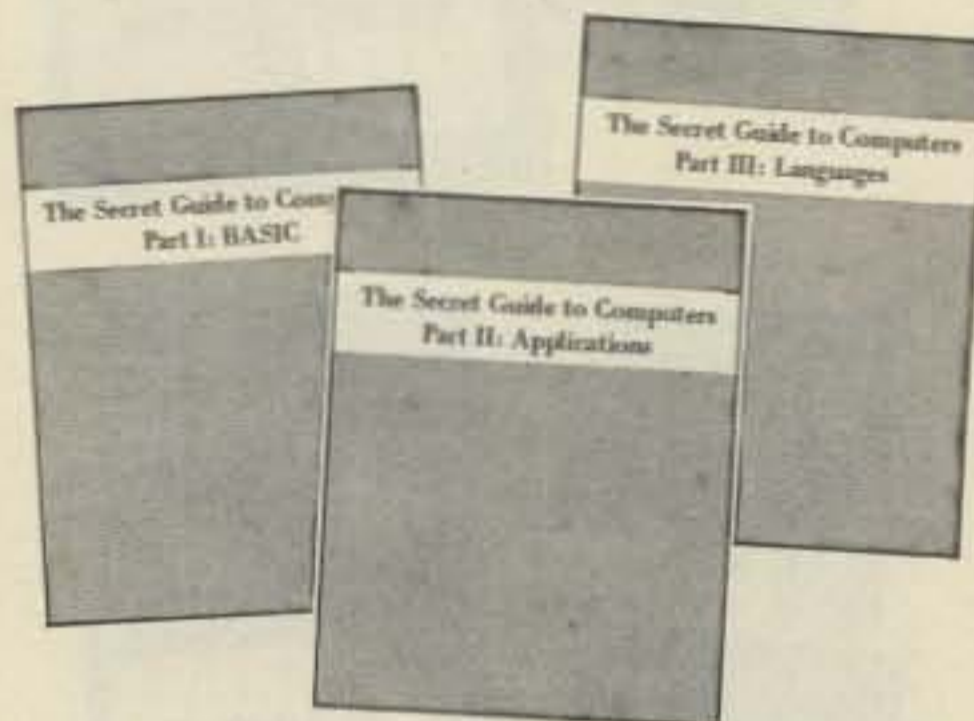 The Secret Guide to Com
Part I: BASIC
The Secret Guide to Computers
Part II: Applications
The Secret Guide to Computers
Part III: Languages